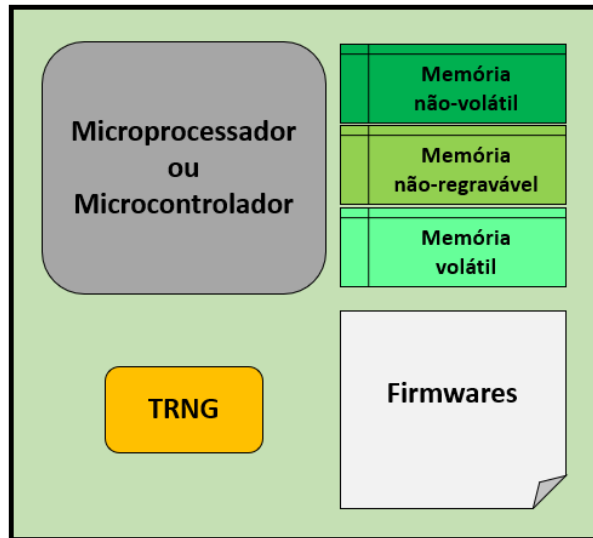 Microprocessador
ou
Microcontrolador
Memória
não-volátil
Memória
não-regravável
Memória
volátil
TRNG
Firmwares